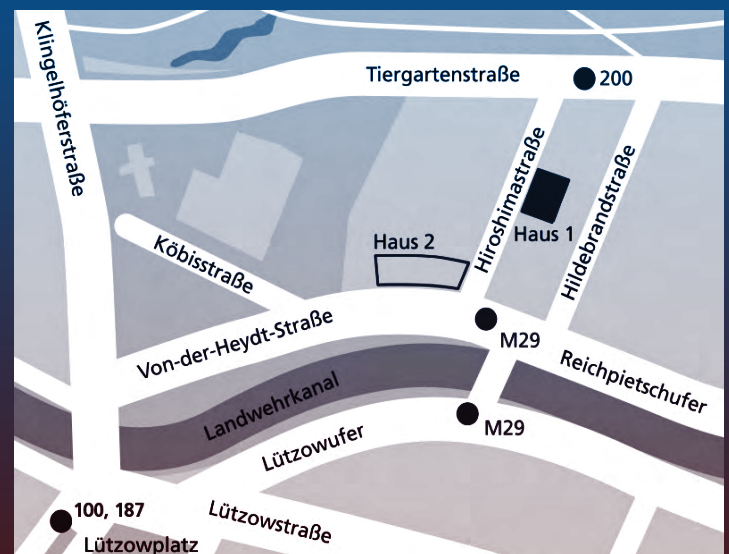 Klingelhöferstraße
Tiergartenstraße
200
Hiroshimastraße
Haus 1
Hildebrandstraße
Haus 2
Köbisstraße
Von-der-Heydt-Straße
M29
Reichpietschufer
Landwehrkanal
M29
Lützowufer
100, 187
Lützowstraße
Lützowplatz